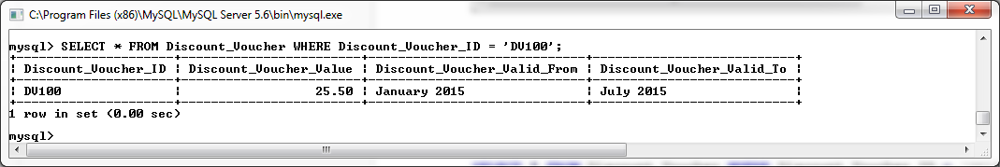 C:\Program Files (x86)\MySQL\MySQL Server 5.6\bin\mysql.exe
mysql> SELECT * FROM Discount_Voucher WHERE Discount_Voucher_ID = 'DV100';
+---------------------+------------------------+-----------------------------+---------------------------+
| Discount_Voucher_ID | Discount_Voucher_Value | Discount_Voucher_Valid_From | Discount_Voucher_Valid_To |
+---------------------+------------------------+-----------------------------+---------------------------+
| DV100 | 25.50 | January 2015 | July 2015 |
+---------------------+------------------------+-----------------------------+---------------------------+
1 row in set (0.00 sec)
mysql>